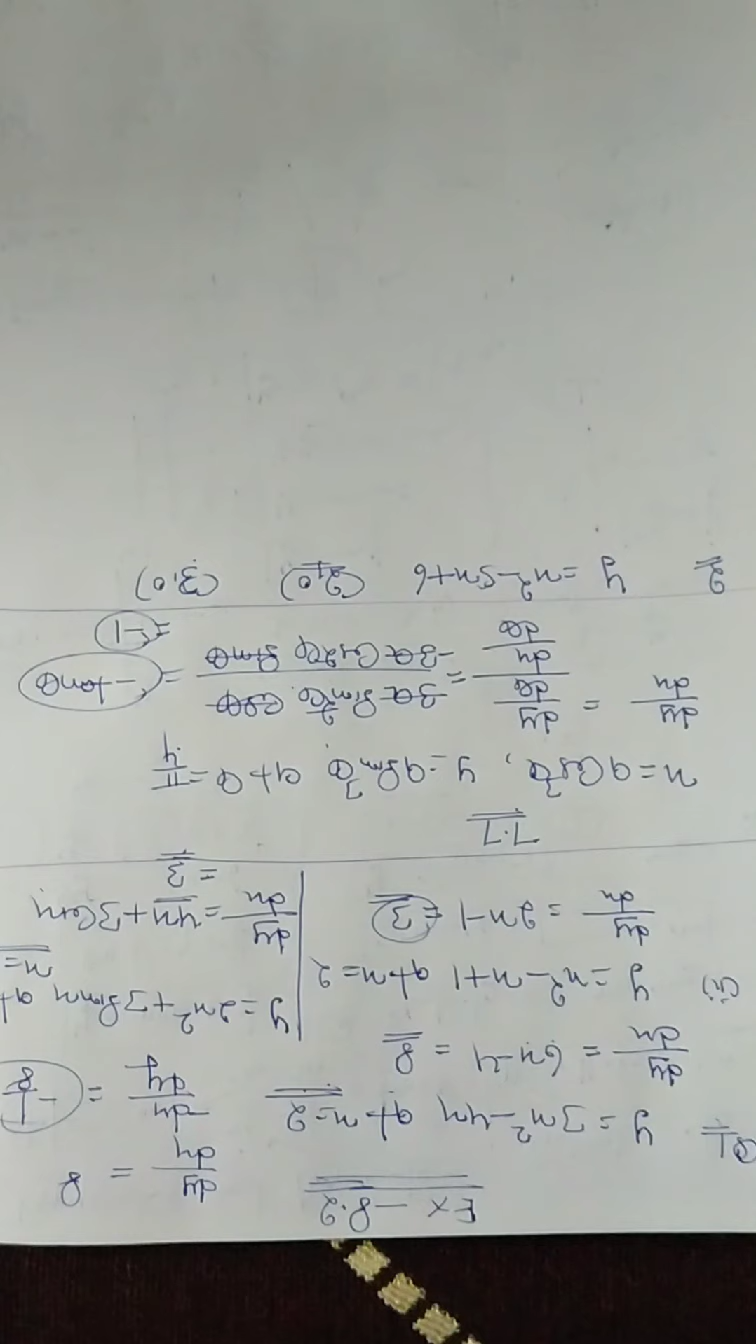 Ex - 8.2
Q1 y = 3x² - 4x at x = 2
dy/dx = 8
dy/dx = 6x - 4 = 8
dx/dy = -1/8
(ii) y = x² - x + 1 at x = 2
y = 2x² + 3 sin x at x =
dy/dx = 2x - 1 = 3
dy/dx = 4x + 3 cos x
= 3
x = a cos³θ, y = a sin³θ at θ = π/4
dy/dx = dy/dθ / dx/dθ = 3a sin²θ cosθ / -3a cos²θ sinθ = -tanθ
= -1
2 y = x² - 5x + 6 (2,0) (3,0)